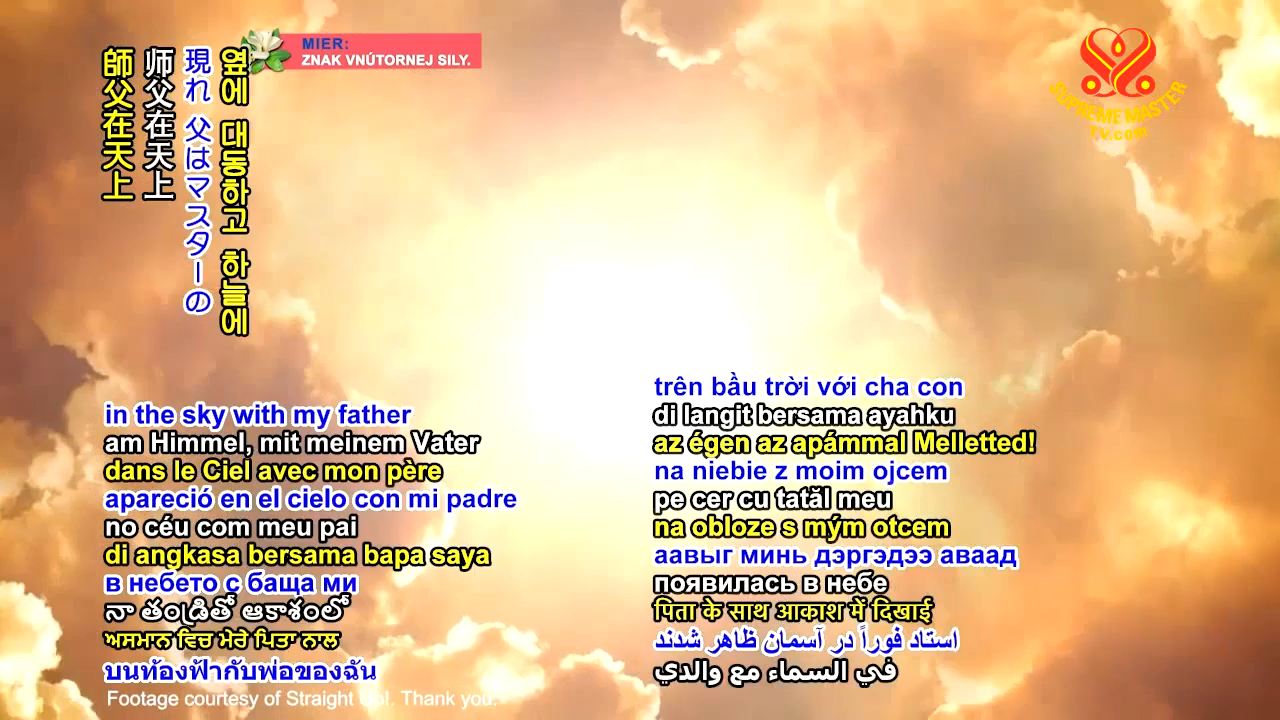 MIER:
ZNAK VNÚTORNEJ SILY.
SUPREME MASTER
TV.com
師父在天上
师父在天上
現れ 父はマスターの
옆에 대동하고 하늘에
in the sky with my father
am Himmel, mit meinem Vater
dans le Ciel avec mon père
apareció en el cielo con mi padre
no céu com meu pai
di angkasa bersama bapa saya
в небето с баща ми
నా తండ్రితో ఆకాశంలో
ਅਸਮਾਨ ਵਿਚ ਮੇਰੇ ਪਿਤਾ ਨਾਲ
บนท้องฟ้ากับพ่อของฉัน
trên bầu trời với cha con
di langit bersama ayahku
az égen az apámmal Melletted!
na niebie z moim ojcem
pe cer cu tatăl meu
na obloze s mým otcem
аавыг минь дэргэдээ аваад
появилась в небе
पिता के साथ आकाश में दिखाई
استاد فوراً در آسمان ظاهر شدند
في السماء مع والدي
Footage courtesy of Straight Up!. Thank you.